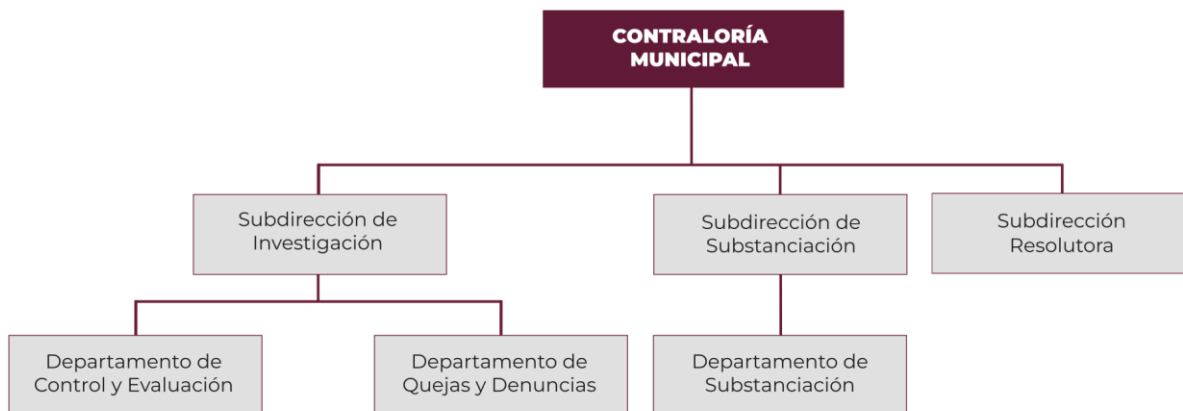 CONTRALORÍA
MUNICIPAL
Subdirección de
Investigación
Subdirección de
Substanciación
Subdirección
Resolutora
Departamento de
Control y Evaluación
Departamento de
Quejas y Denuncias
Departamento de
Substanciación